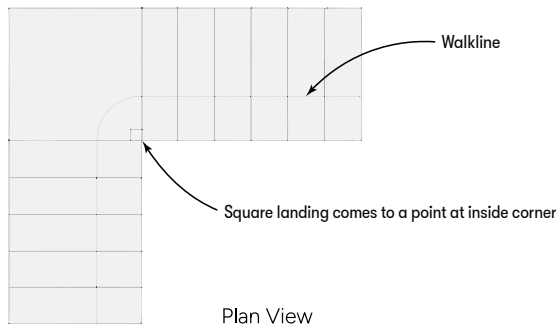 Walkline
Square landing comes to a point at inside corner
Plan View